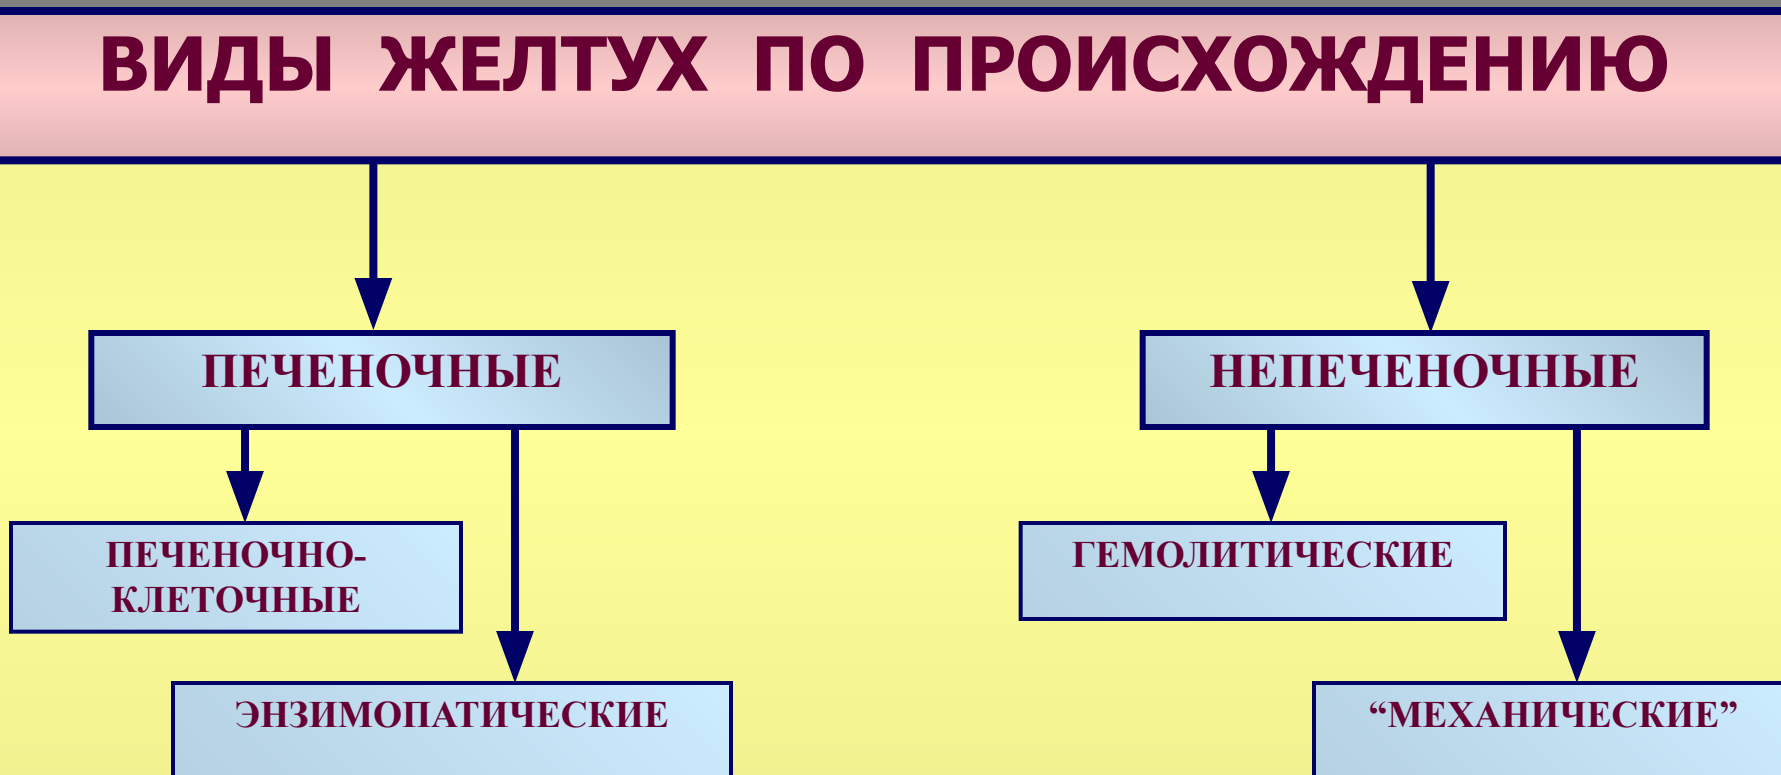 ВИДЫ ЖЕЛТУХ ПО ПРОИСХОЖДЕНИЮ
ПЕЧЕНОЧНЫЕ
НЕПЕЧЕНОЧНЫЕ
ПЕЧЕНОЧНО-
КЛЕТОЧНЫЕ
ГЕМОЛИТИЧЕСКИЕ
ЭНЗИМОПАТИЧЕСКИЕ
“МЕХАНИЧЕСКИЕ”